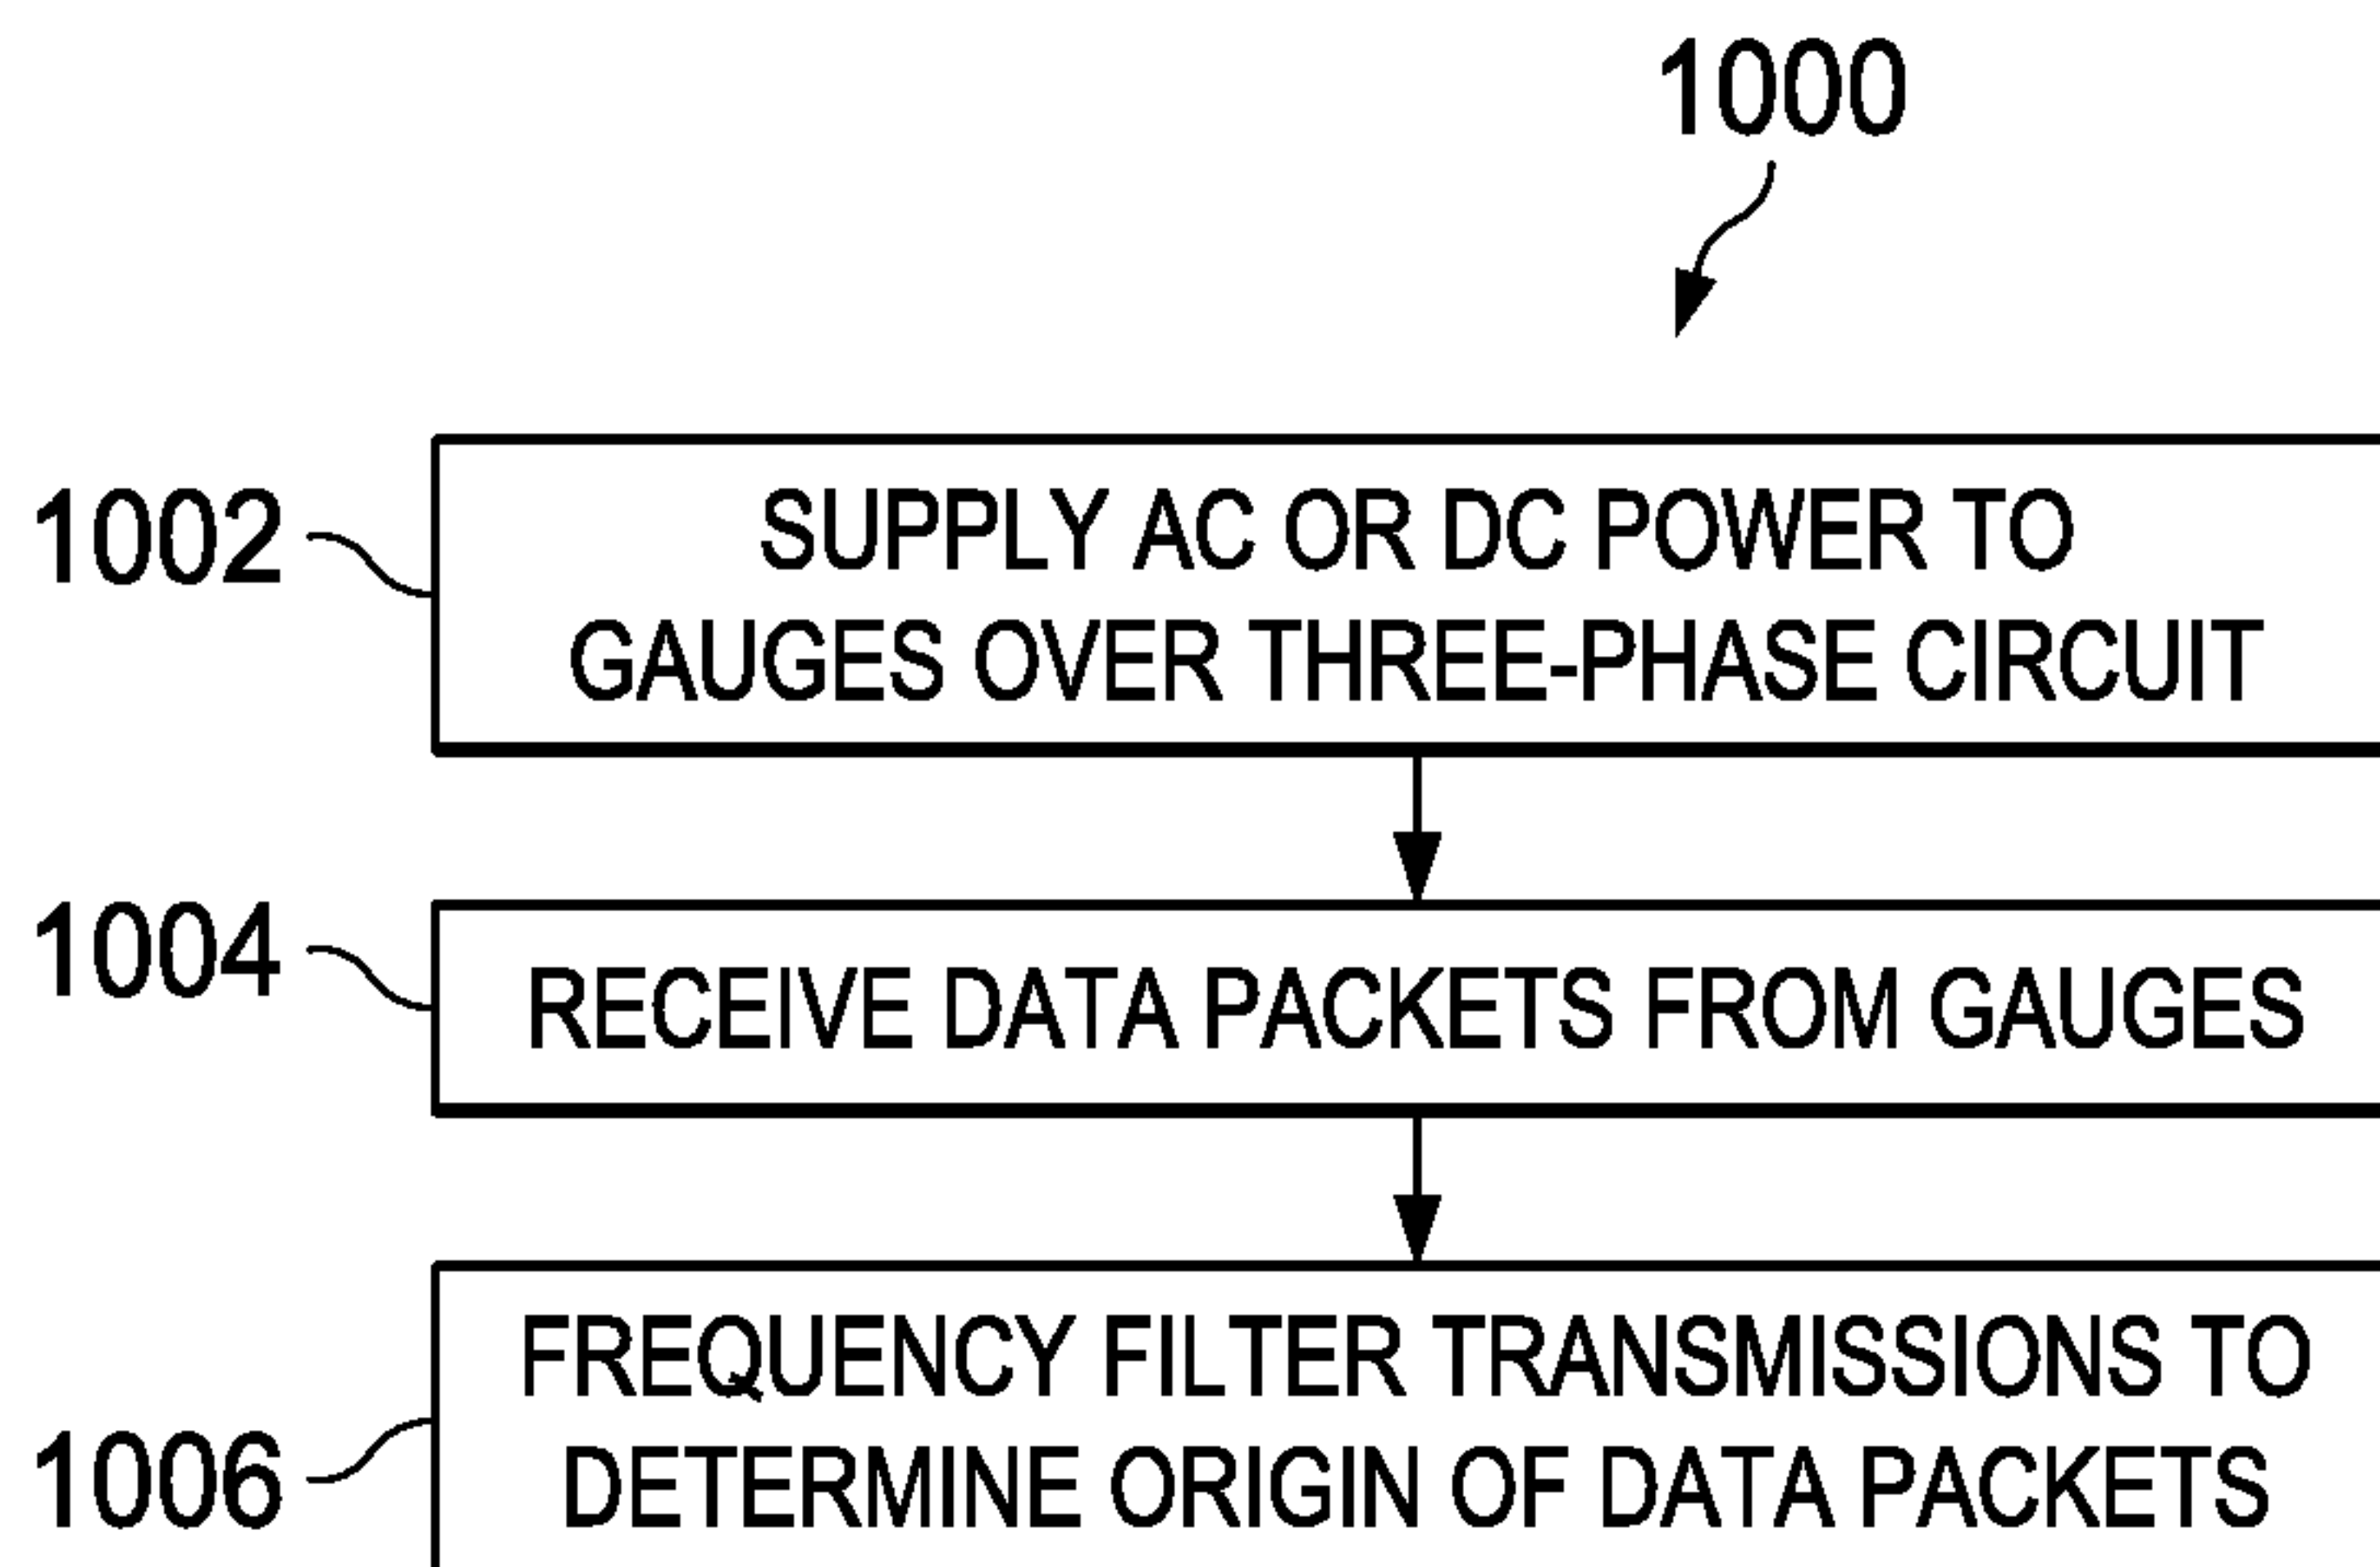 1000
1002
SUPPLY AC OR DC POWER TO
GAUGES OVER THREE-PHASE CIRCUIT
1004
RECEIVE DATA PACKETS FROM GAUGES
FREQUENCY FILTER TRANSMISSIONS TO
1006
DETERMINE ORIGIN OF DATA PACKETS